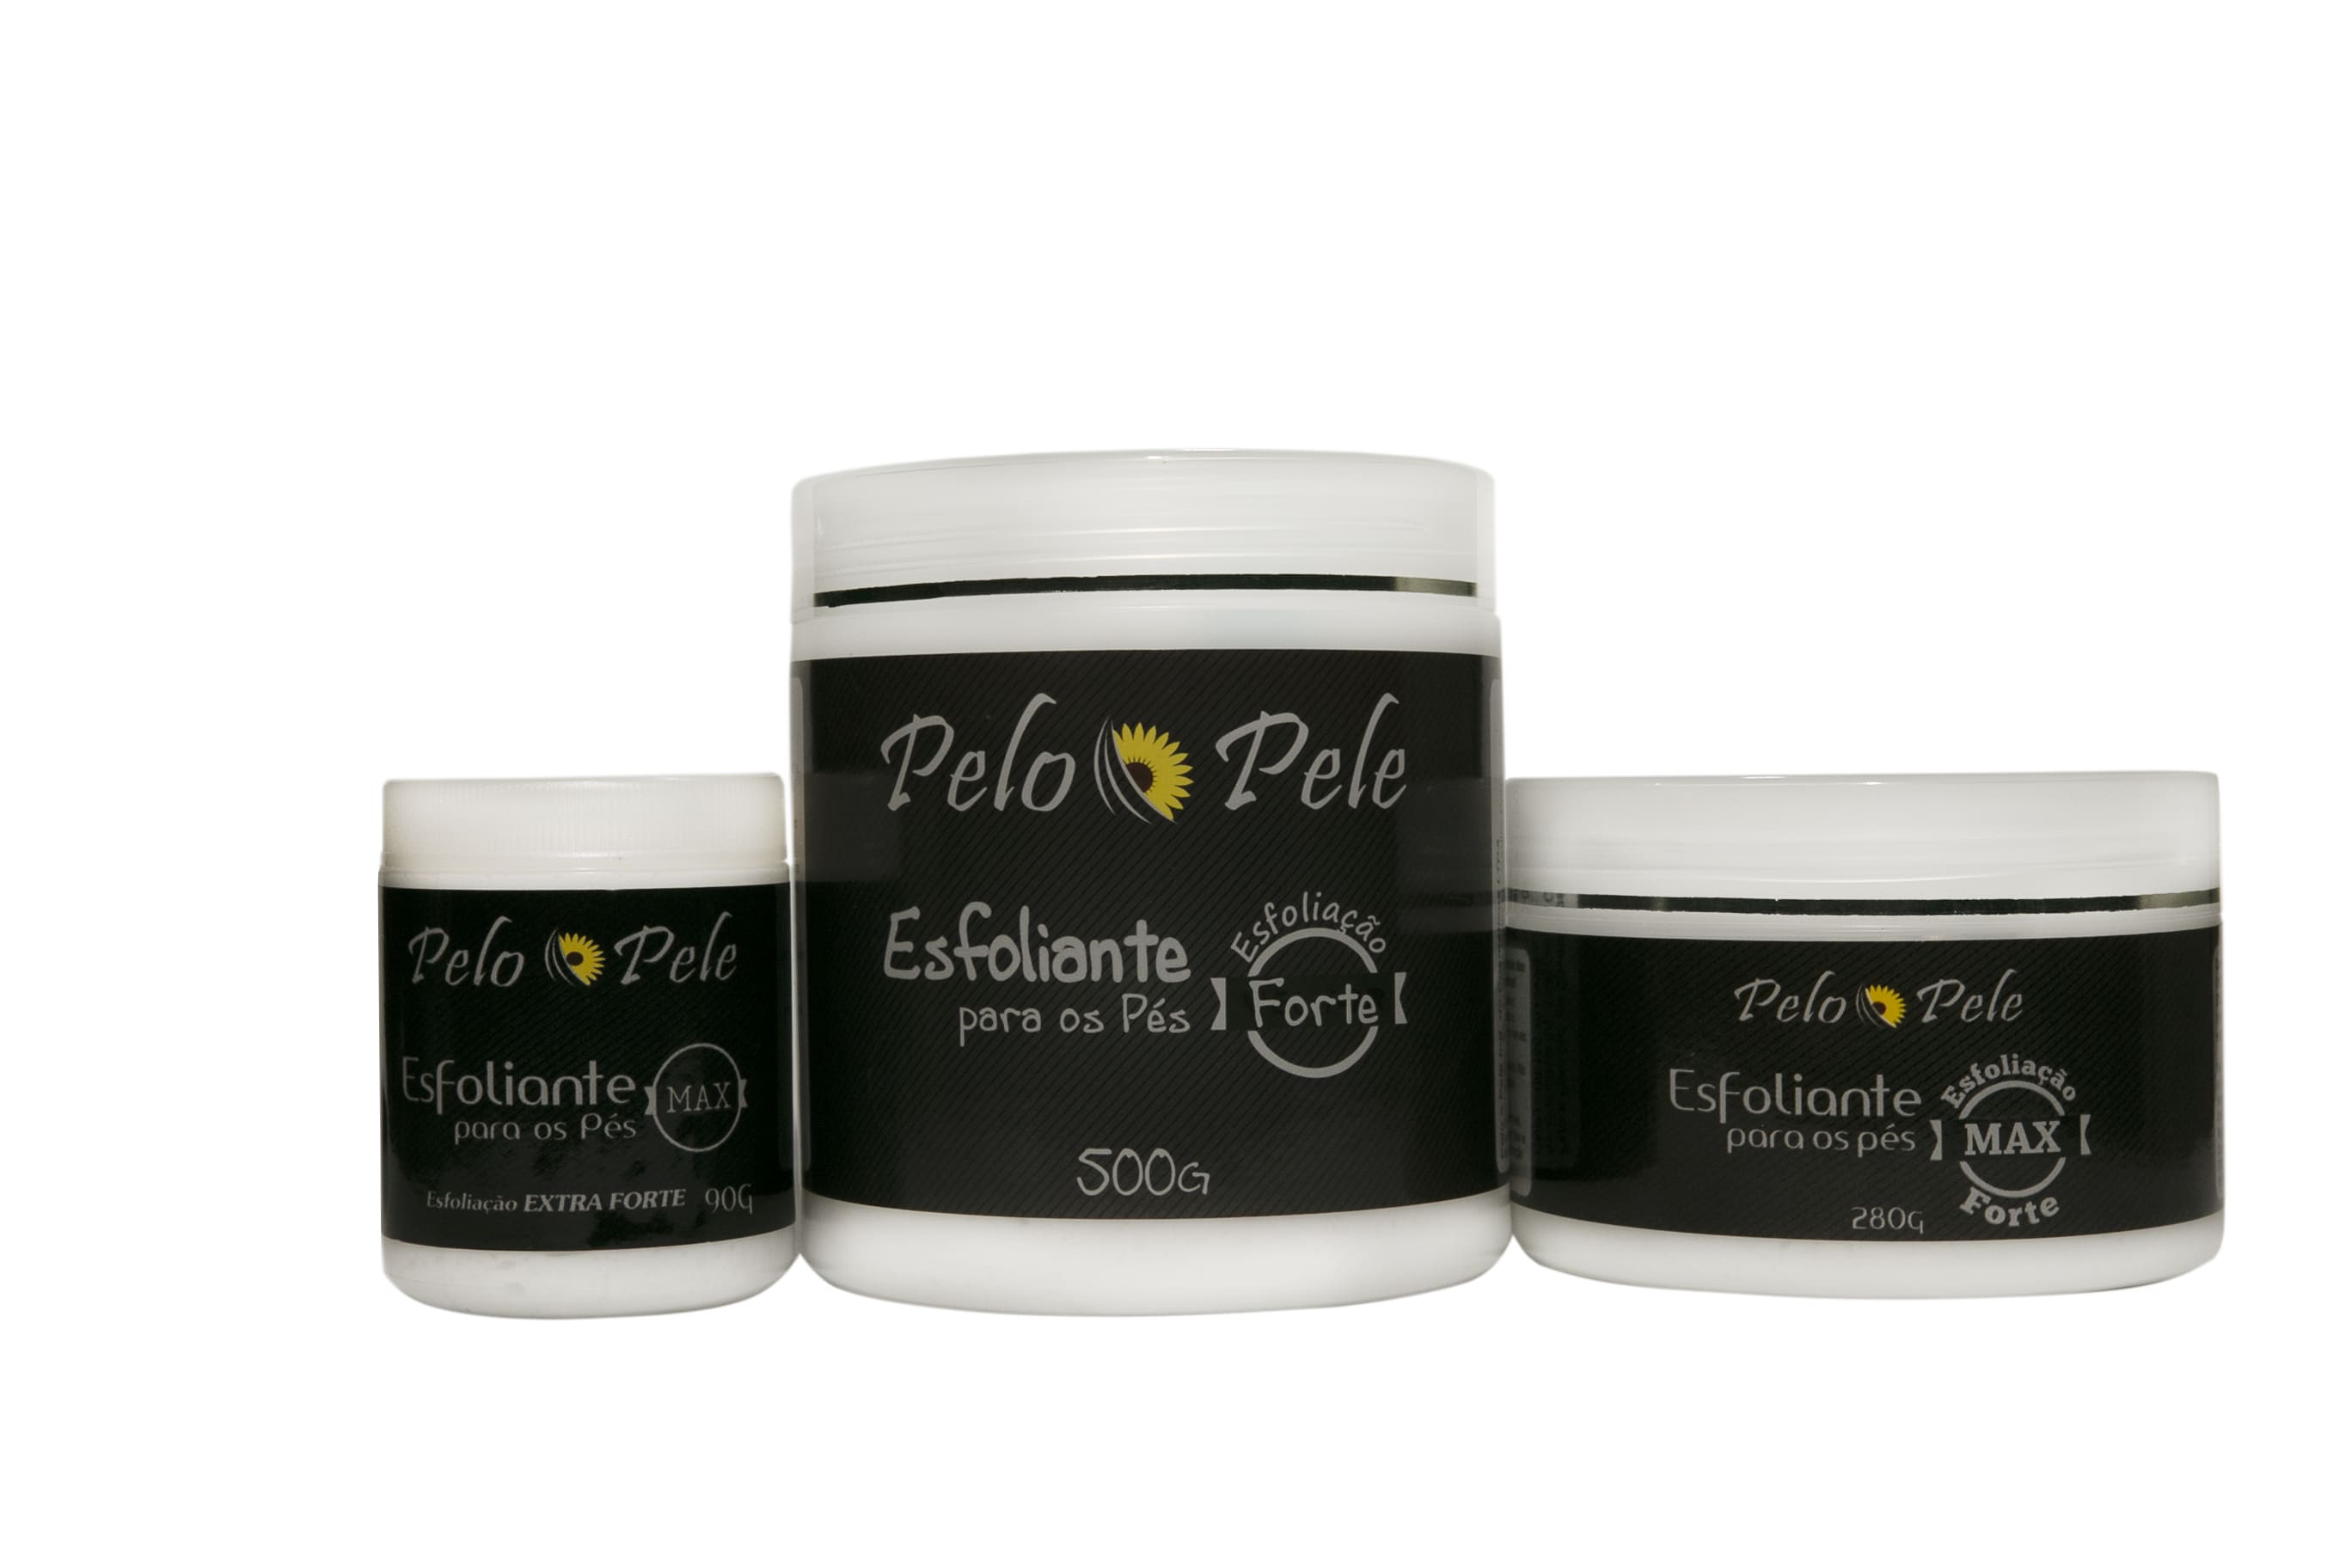 Pelo Pele
Esfoliante
para os Pés
MAX
Esfoliação EXTRA FORTE 90G
Pelo Pele
Esfoliante
para os Pés
Esfoliação
Forte
500G
Pelo Pele
Esfoliante
para os pés
Esfoliação
MAX
Forte
280g